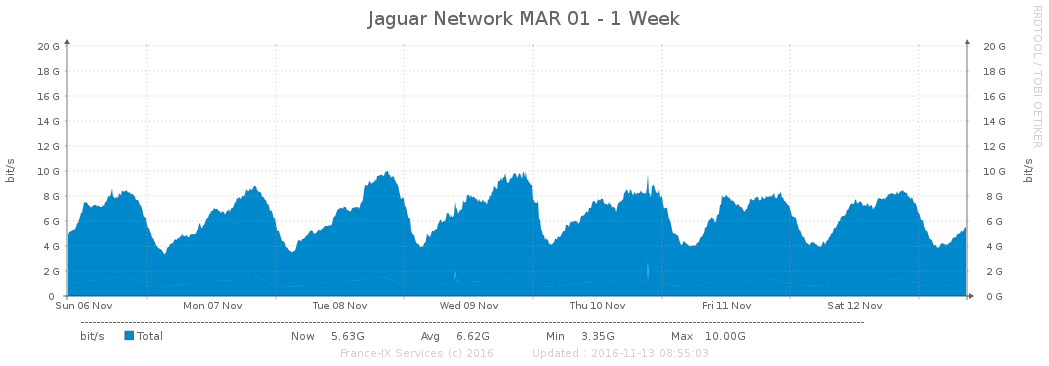 Jaguar Network MAR 01 - 1 Week
RRDTOOL / TOBI OETIKER
20 G 20 G
18 G 18 G
16 G 16 G
14 G 14 G
12 G 12 G
10 G 10 G
8 G 8 G
6 G 6 G
4 G 4 G
2 G 2 G
0 0 G
bit/s bit/s
Sun 06 Nov Mon 07 Nov Tue 08 Nov Wed 09 Nov Thu 10 Nov Fri 11 Nov Sat 12 Nov
bit/s Total Now 5.63G Avg 6.62G Min 3.35G Max 10.00G
France-IX Services (c) 2016 Updated : 2016-11-13 08:55:03